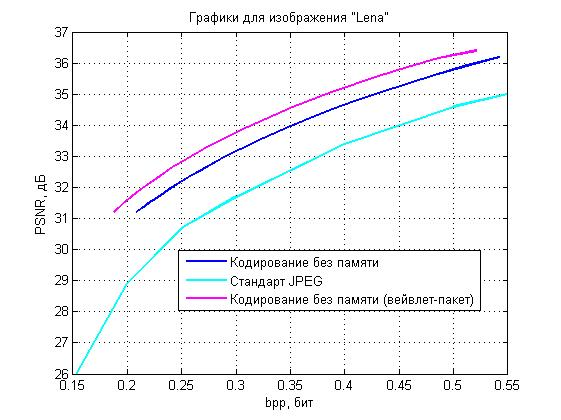 Графики для изображения "Lena"
37
36
35
34
33
32
31
30
29
28
27
26
PSNR, дБ
Кодирование без памяти
Стандарт JPEG
Кодирование без памяти (вейвлет-пакет)
0.15 0.2 0.25 0.3 0.35 0.4 0.45 0.5 0.55
bpp, бит